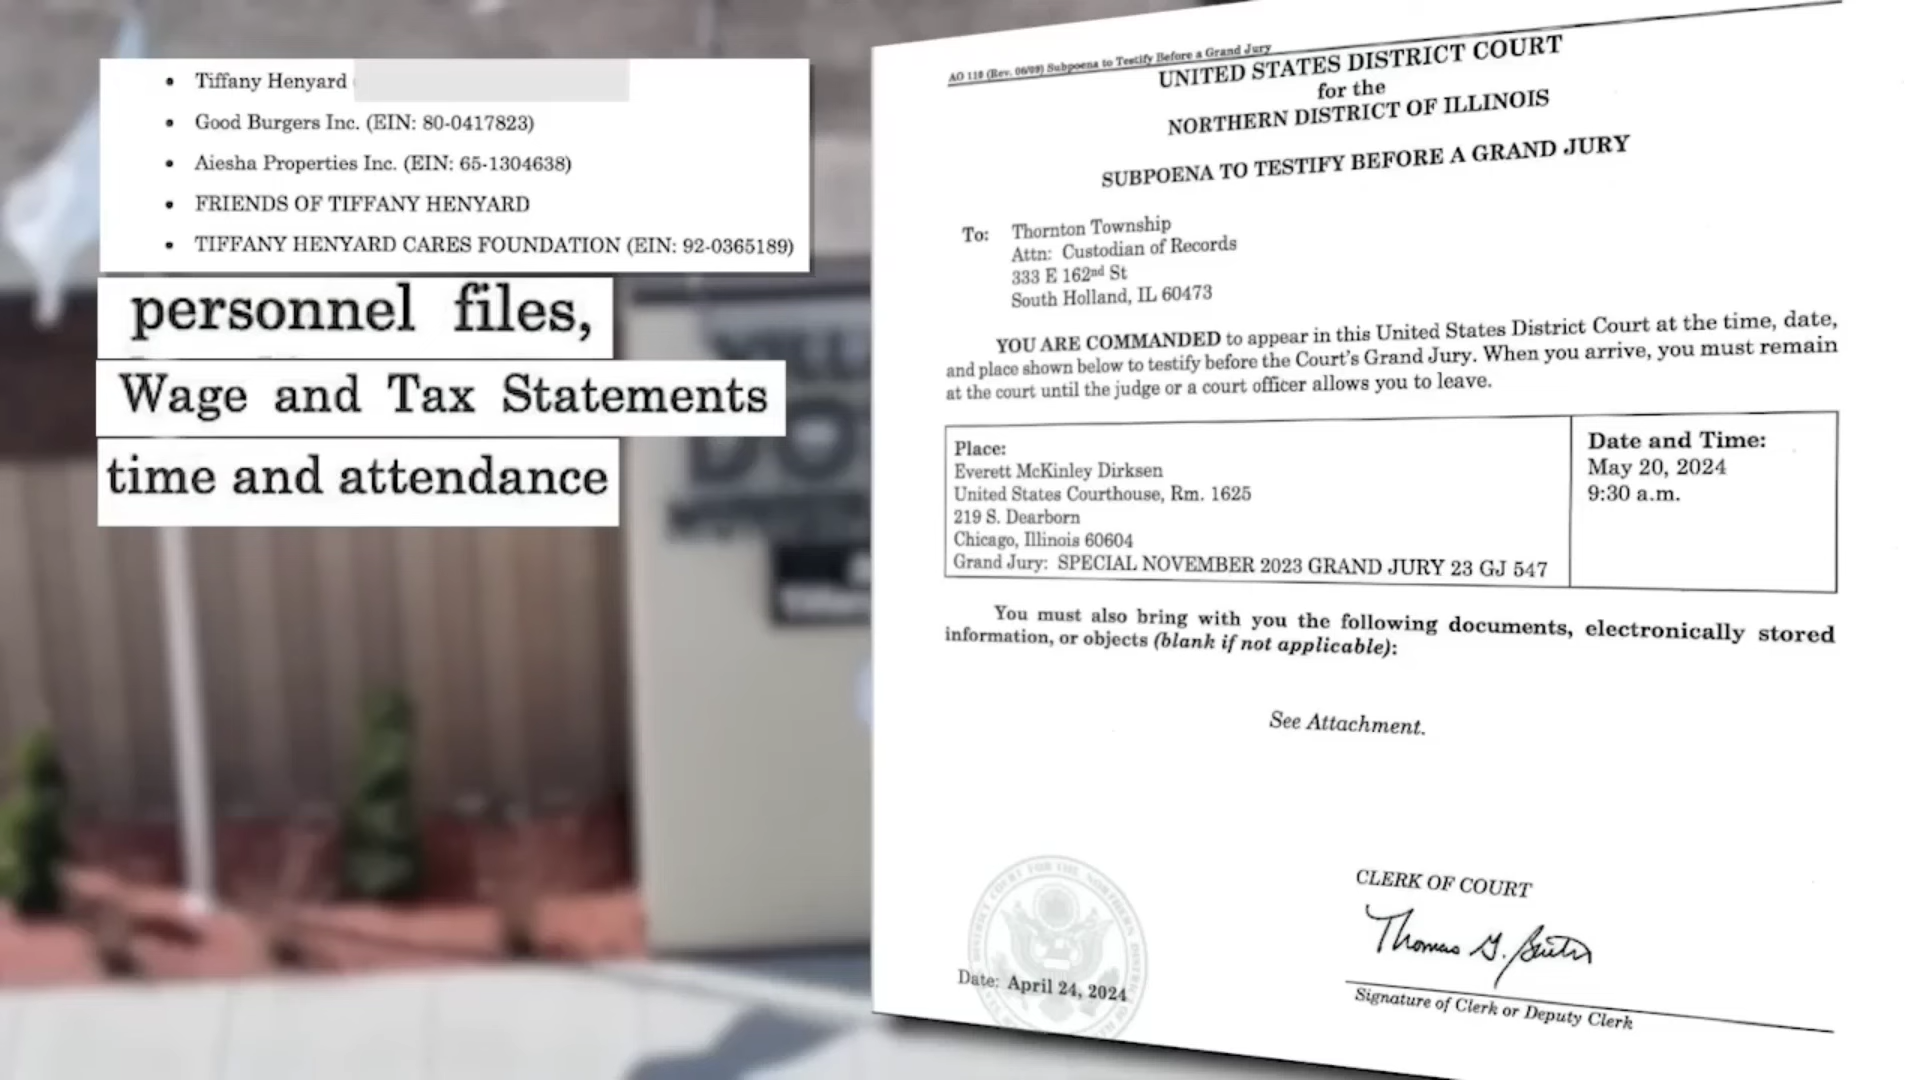 • Tiffany Henyard
• Good Burgers Inc. (EIN: 80-0417823)
• Aiesha Properties Inc. (EIN: 65-1304638)
• FRIENDS OF TIFFANY HENYARD
• TIFFANY HENYARD CARES FOUNDATION (EIN: 92-0365189)
personnel files,
Wage and Tax Statements
time and attendance
AO 110 (Rev. 06/09) Subpoena to Testify Before a Grand Jury
UNITED STATES DISTRICT COURT
for the
NORTHERN DISTRICT OF ILLINOIS
SUBPOENA TO TESTIFY BEFORE A GRAND JURY
To: Thornton Township
Attn: Custodian of Records
333 E 162nd St
South Holland, IL 60473
YOU ARE COMMANDED to appear in this United States District Court at the time, date,
and place shown below to testify before the Court's Grand Jury. When you arrive, you must remain
at the court until the judge or a court officer allows you to leave.
Place:
Everett McKinley Dirksen
United States Courthouse, Rm. 1625
219 S. Dearborn
Chicago, Illinois 60604
Grand Jury: SPECIAL NOVEMBER 2023 GRAND JURY 23 GJ 547
Date and Time:
May 20, 2024
9:30 a.m.
You must also bring with you the following documents, electronically stored
information, or objects (blank if not applicable):
See Attachment.
CLERK OF COURT
Thomas G. Bruton
Signature of Clerk or Deputy Clerk
Date: April 24, 2024